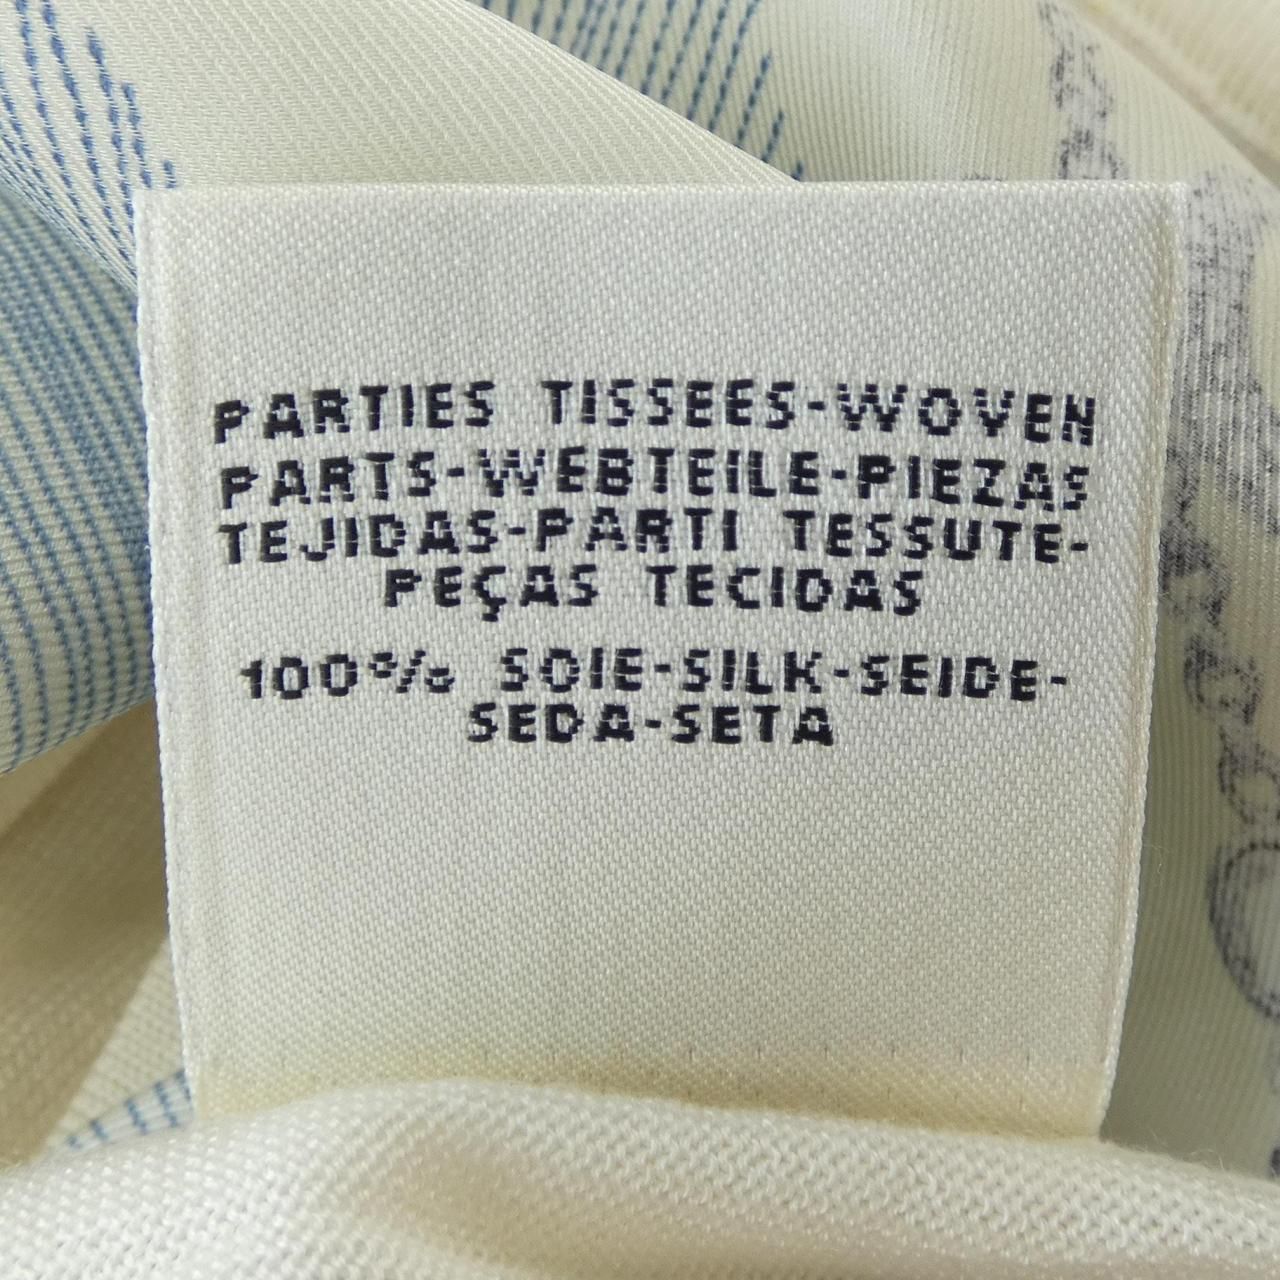 PARTIES TISSEES-WOVEN
PARTS-WEBTEILE-PIEZAS
TEJIDAS-PARTI TESSUTE-
PEÇAS TECIDAS
100% SOIE-SILK-SEIDE-
SEDA-SETA